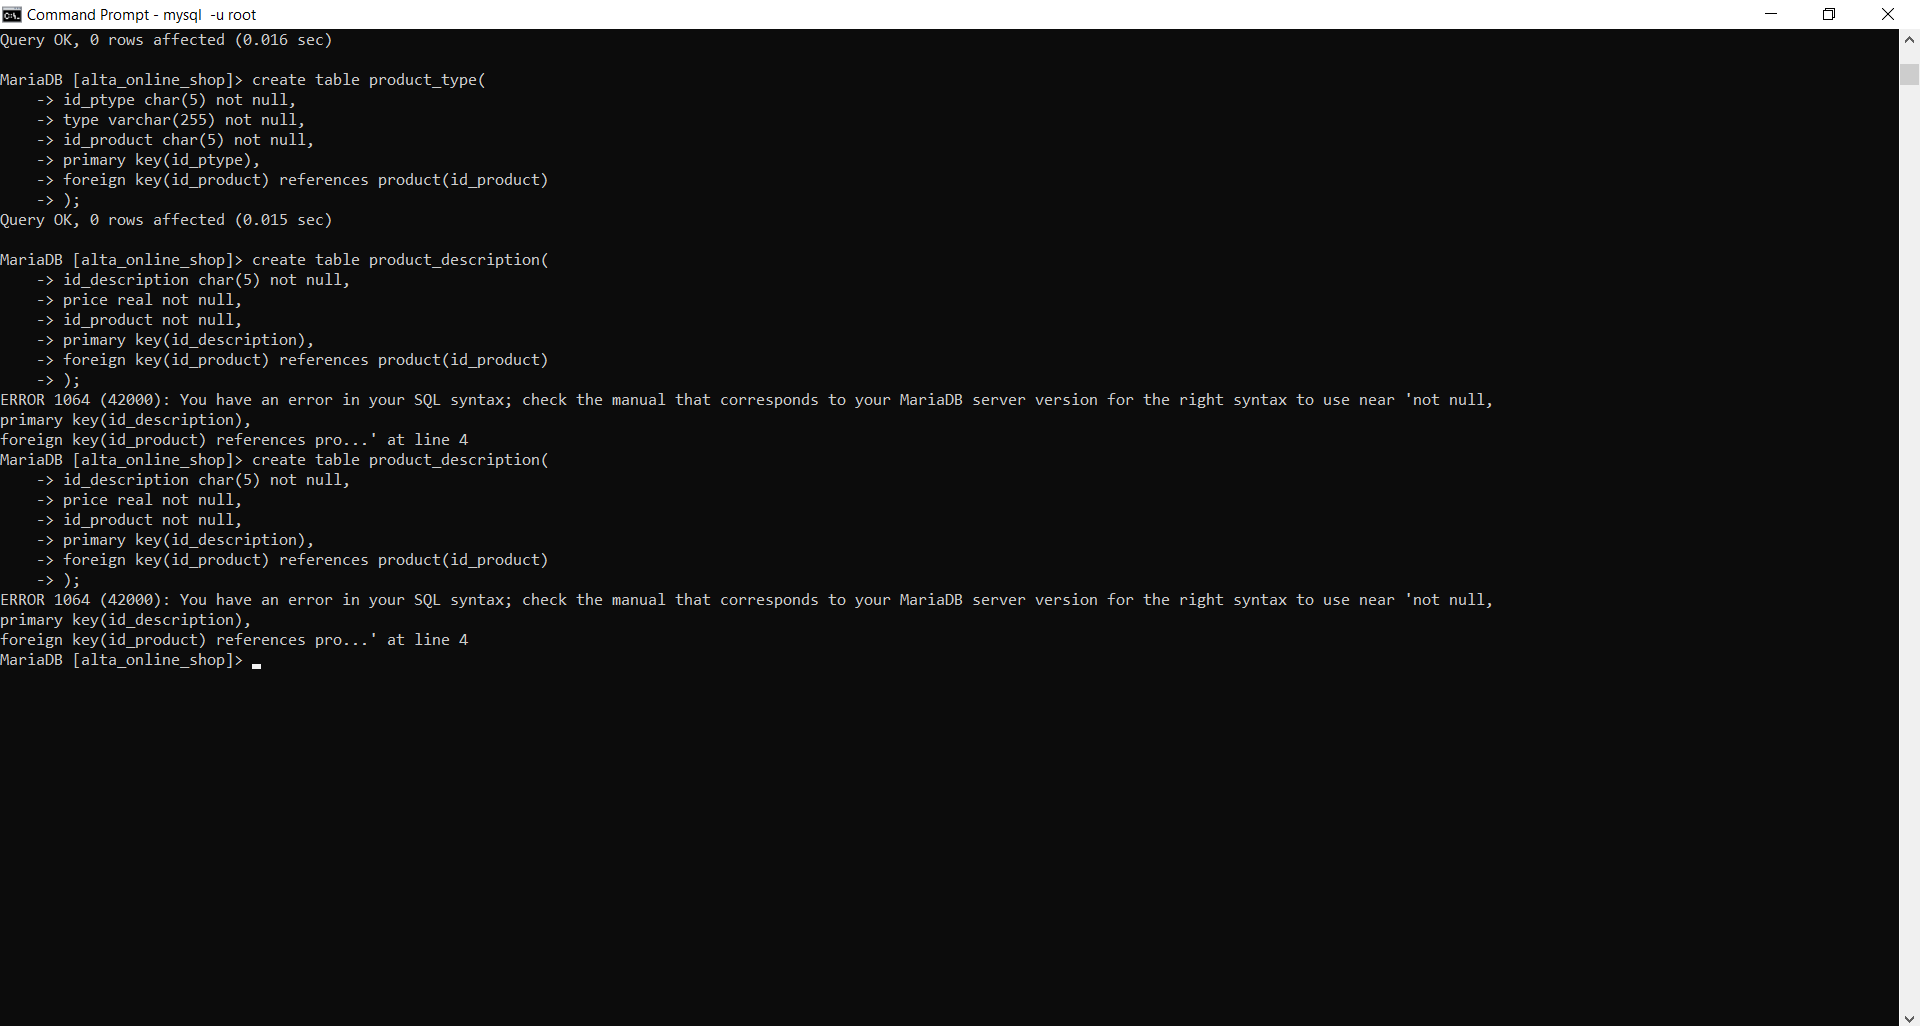 Command Prompt - mysql  -u root
Query OK, 0 rows affected (0.016 sec)
MariaDB [alta_online_shop]> create table product_type(
    -> id_ptype char(5) not null,
    -> type varchar(255) not null,
    -> id_product char(5) not null,
    -> primary key(id_ptype),
    -> foreign key(id_product) references product(id_product)
    -> );
Query OK, 0 rows affected (0.015 sec)
MariaDB [alta_online_shop]> create table product_description(
    -> id_description char(5) not null,
    -> price real not null,
    -> id_product not null,
    -> primary key(id_description),
    -> foreign key(id_product) references product(id_product)
    -> );
ERROR 1064 (42000): You have an error in your SQL syntax; check the manual that corresponds to your MariaDB server version for the right syntax to use near 'not null,
primary key(id_description),
foreign key(id_product) references pro...' at line 4
MariaDB [alta_online_shop]> create table product_description(
    -> id_description char(5) not null,
    -> price real not null,
    -> id_product not null,
    -> primary key(id_description),
    -> foreign key(id_product) references product(id_product)
    -> );
ERROR 1064 (42000): You have an error in your SQL syntax; check the manual that corresponds to your MariaDB server version for the right syntax to use near 'not null,
primary key(id_description),
foreign key(id_product) references pro...' at line 4
MariaDB [alta_online_shop]>